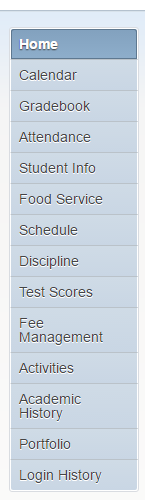 Home
Calendar
Gradebook
Attendance
Student Info
Food Service
Schedule
Discipline
Test Scores
Fee
Management
Activities
Academic
History
Portfolio
Login History